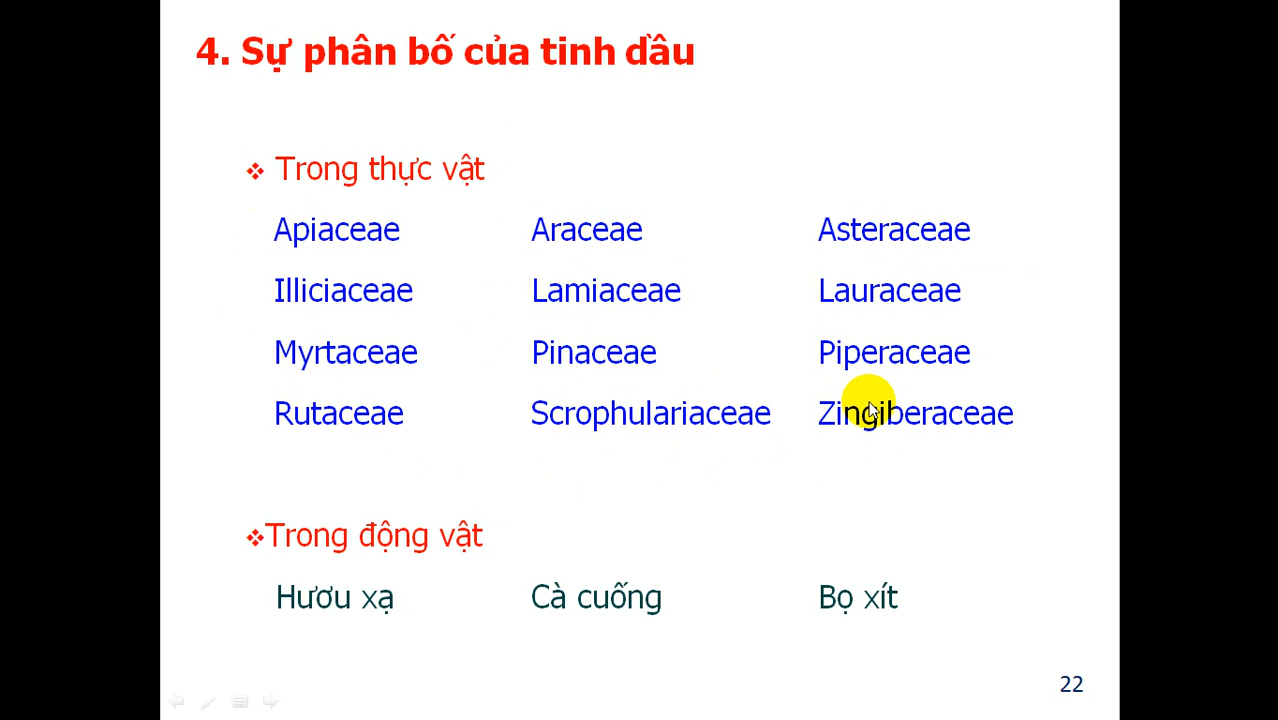 4. Sự phân bố của tinh dầu
❖ Trong thực vật
Apiaceae Araceae Asteraceae
Illiciaceae Lamiaceae Lauraceae
Myrtaceae Pinaceae Piperaceae
Rutaceae Scrophulariaceae Zingiberaceae
❖Trong động vật
Hươu xạ Cà cuống Bọ xít
22